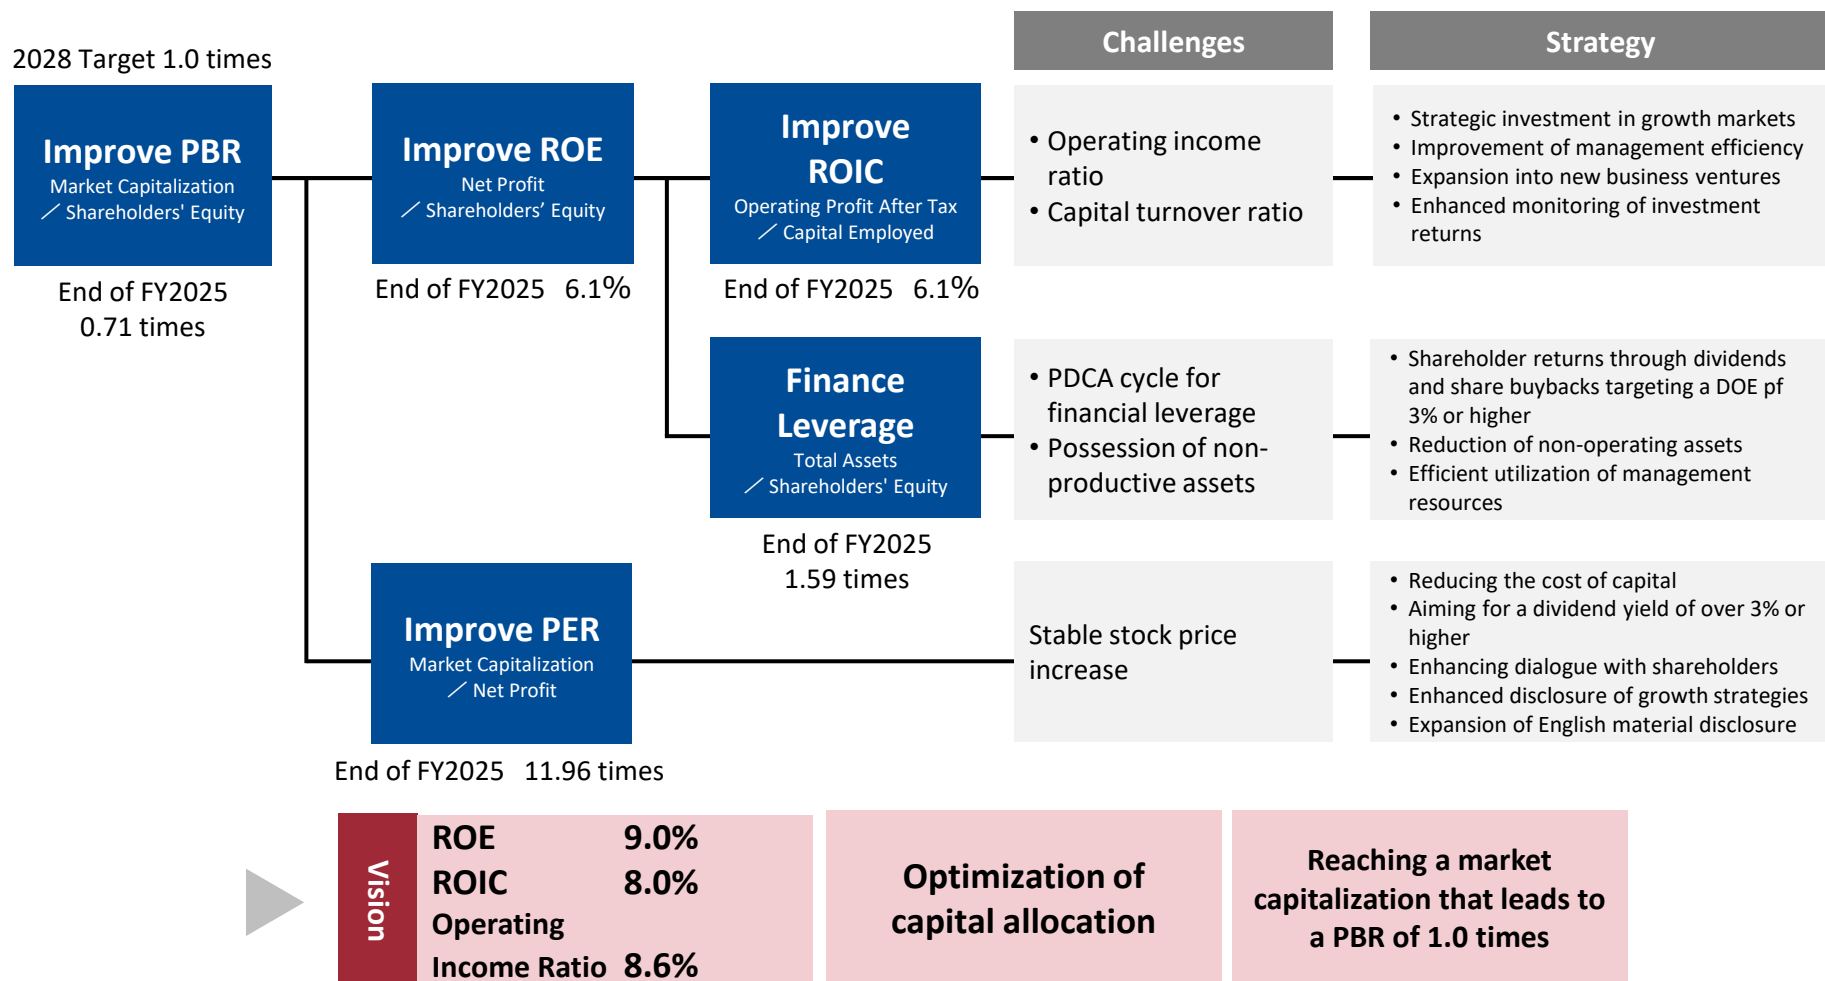 2028 Target 1.0 times
Challenges
Strategy
Improve PBR
Market Capitalization
／Shareholders' Equity
End of FY2025
0.71 times
Improve ROE
Net Profit
／Shareholders’ Equity
End of FY2025 6.1%
Improve
ROIC
Operating Profit After Tax
／Capital Employed
End of FY2025 6.1%
• Operating income
ratio
• Capital turnover ratio
• Strategic investment in growth markets
• Improvement of management efficiency
• Expansion into new business ventures
• Enhanced monitoring of investment
returns
Finance
Leverage
Total Assets
／Shareholders' Equity
End of FY2025
1.59 times
• PDCA cycle for
financial leverage
• Possession of non-
productive assets
• Shareholder returns through dividends
and share buybacks targeting a DOE pf
3% or higher
• Reduction of non-operating assets
• Efficient utilization of management
resources
Improve PER
Market Capitalization
／Net Profit
End of FY2025 11.96 times
Stable stock price
increase
• Reducing the cost of capital
• Aiming for a dividend yield of over 3% or
higher
• Enhancing dialogue with shareholders
• Enhanced disclosure of growth strategies
• Expansion of English material disclosure
Vision
ROE 9.0%
ROIC 8.0%
Operating
Income Ratio 8.6%
Optimization of
capital allocation
Reaching a market
capitalization that leads to
a PBR of 1.0 times